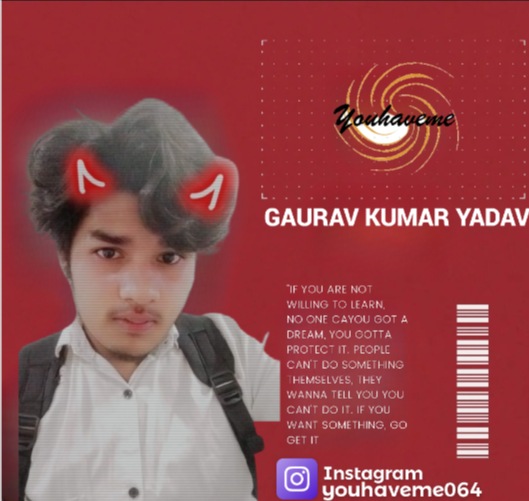 Youhaveme
GAURAV KUMAR YADAV
"IF YOU ARE NOT
WILLING TO LEARN,
NO ONE CAYOU GOT A
DREAM, YOU GOTTA
PROTECT IT. PEOPLE
CAN'T DO SOMETHING
THEMSELVES, THEY
WANNA TELL YOU YOU
CAN'T DO IT. IF YOU
WANT SOMETHING, GO
GET IT
Instagram
youhaveme064